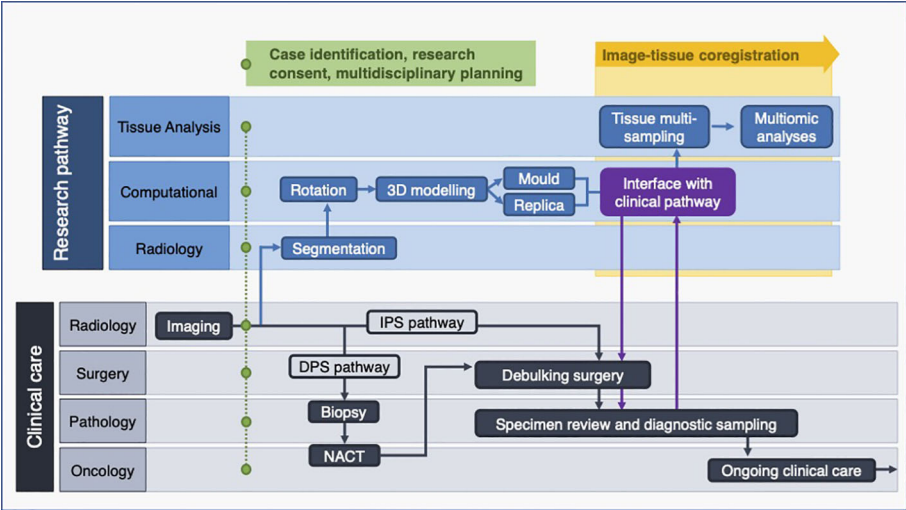 Case identification, research
consent, multidisciplinary planning
Image-tissue coregistration
Research pathway
Tissue Analysis
Tissue multi-
sampling
Multiomic
analyses
Computational
Rotation
3D modelling
Mould
Replica
Interface with
clinical pathway
Radiology
Segmentation
Clinical care
Radiology
Imaging
IPS pathway
Surgery
DPS pathway
Debulking surgery
Pathology
Biopsy
Specimen review and diagnostic sampling
NACT
Oncology
Ongoing clinical care